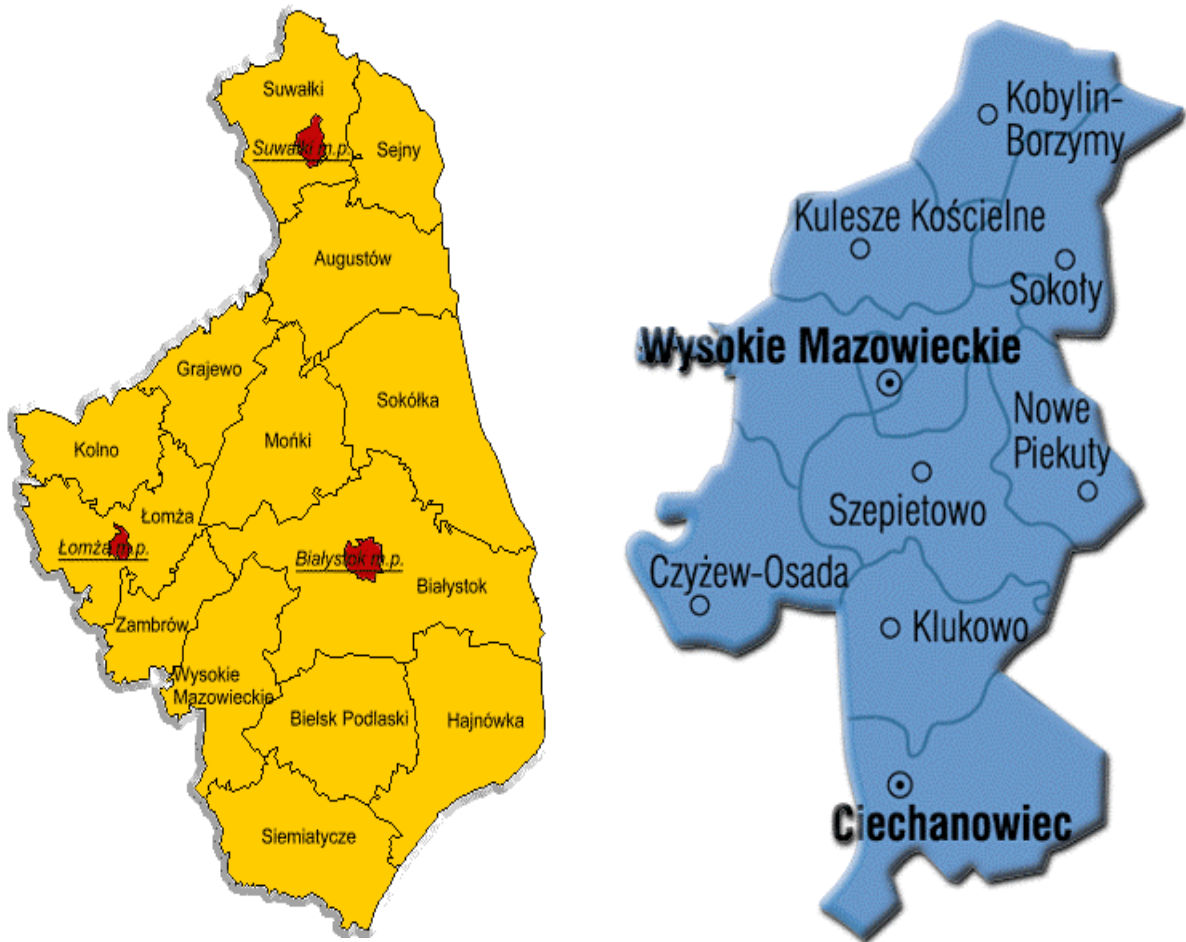 Suwałki
Suwałki m.p.
Sejny
Augustów
Grajewo
Sokółka
Mońki
Kolno
Łomża
Łomża m.p.
Białystok m.p.
Białystok
Zambrów
Wysokie
Mazowieckie
Bielsk Podlaski
Hajnówka
Siemiatycze
Kobylin-
Borzymy
Kulesze Kościelne
Sokoły
Wysokie Mazowieckie
Nowe
Piekuty
Szepietowo
Czyżew-Osada
Klukowo
Ciechanowiec